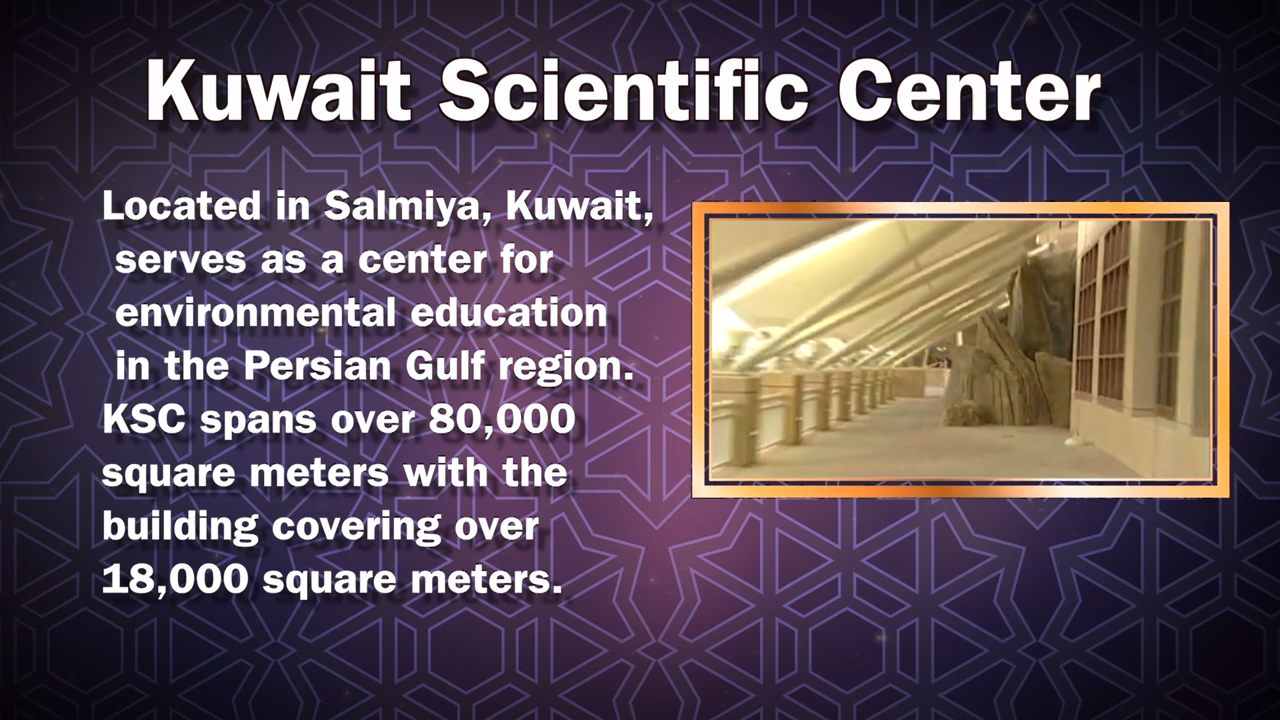 Kuwait Scientific Center
Located in Salmiya, Kuwait,
serves as a center for
environmental education
in the Persian Gulf region.
KSC spans over 80,000
square meters with the
building covering over
18,000 square meters.